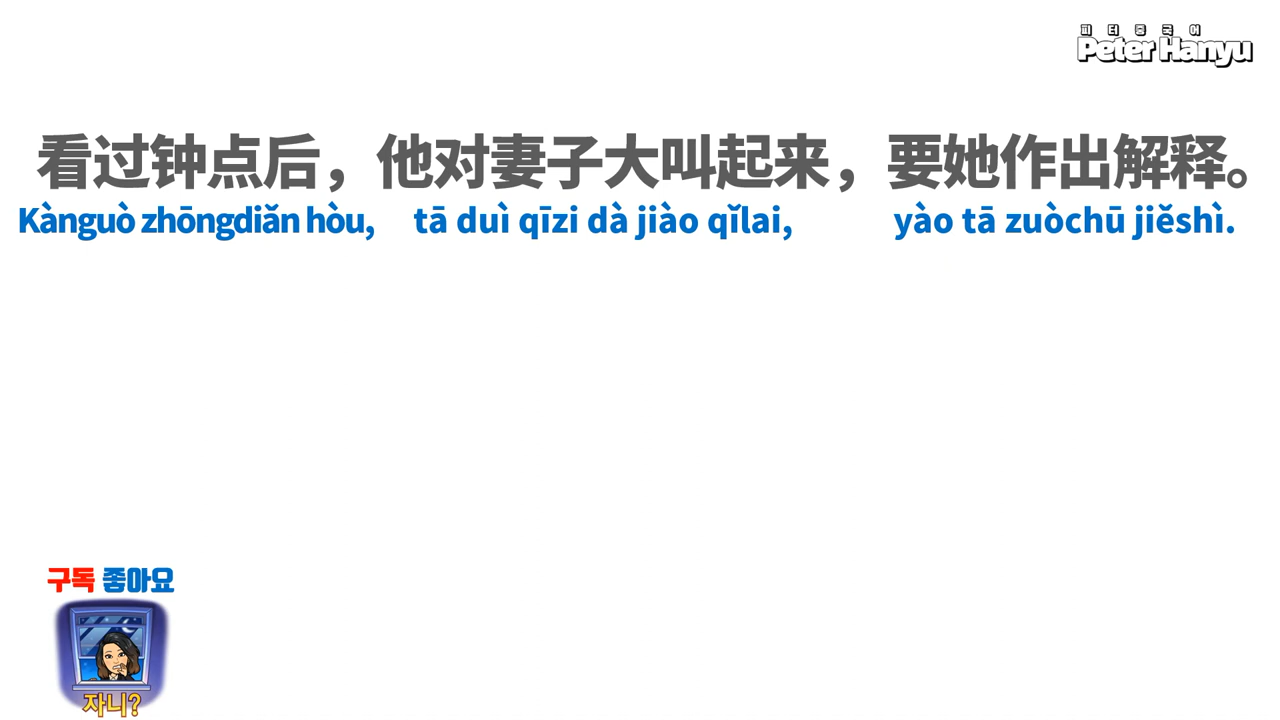 피터중국어
Peter Hanyu
看过钟点后，他对妻子大叫起来，要她作出解释。
Kànguò zhōngdiǎn hòu, tā duì qīzi dà jiào qǐlai, yào tā zuòchū jiěshì.
구독 좋아요
자니?